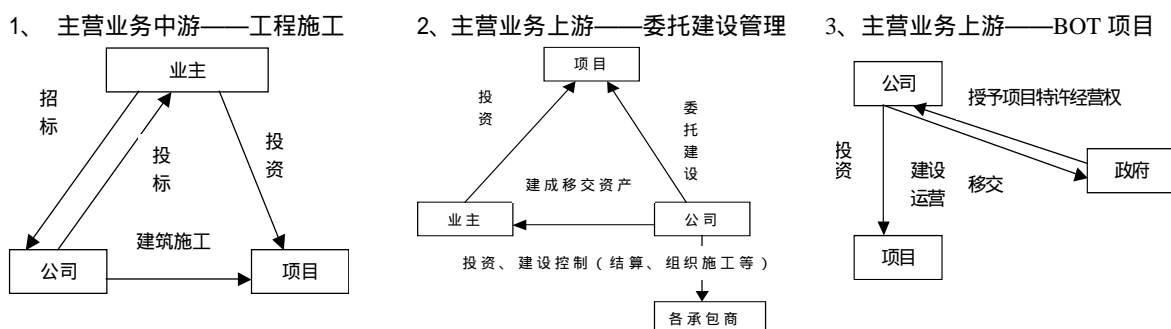 1、 主营业务中游——工程施工
业主
招标
投标
投资
建筑施工
公司
项目
2、主营业务上游——委托建设管理
项目
投资
委托建设
建成移交资产
业主
公司
投资、建设控制（结算、组织施工等）
各承包商
3、主营业务上游——BOT 项目
公司
授予项目特许经营权
投资
建设
运营
移交
政府
项目